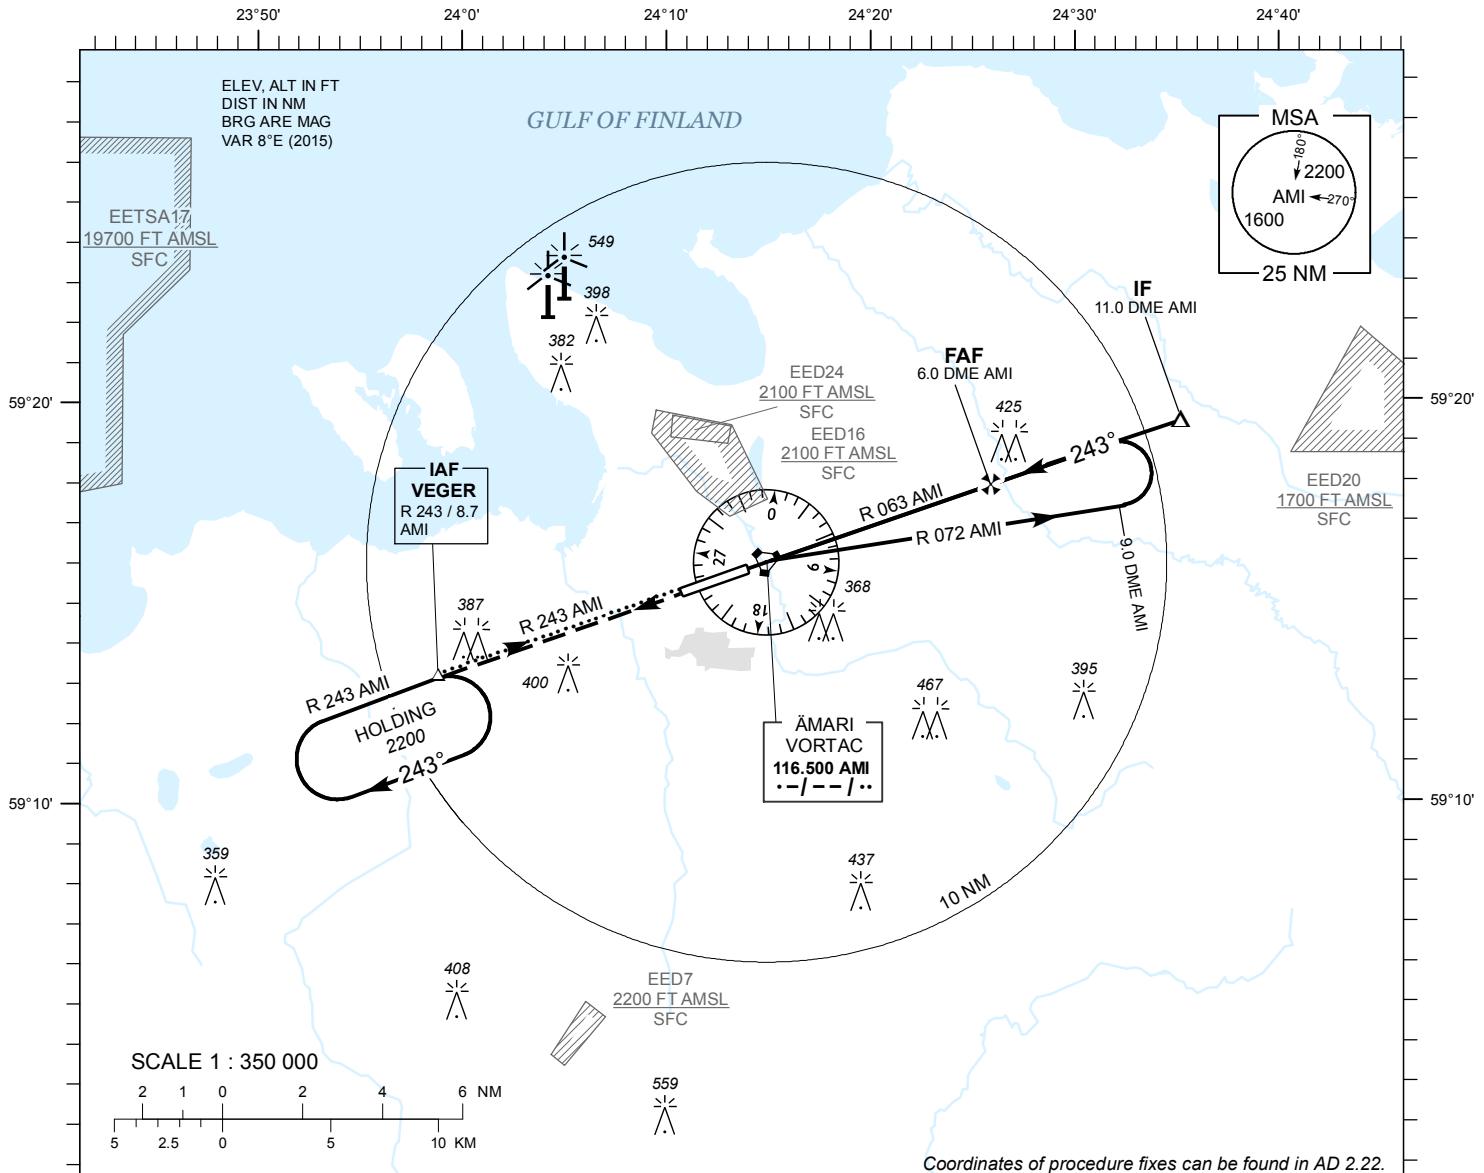 23°50'
24°0'
24°10'
24°20'
24°30'
24°40'
ELEV, ALT IN FT
DIST IN NM
BRG ARE MAG
VAR 8°E (2015)
GULF OF FINLAND
MSA
180°
2200
AMI
270°
1600
25 NM
EETSA17
19700 FT AMSL
SFC
549
398
382
IF
11.0 DME AMI
FAF
6.0 DME AMI
EED24
2100 FT AMSL
SFC
EED16
2100 FT AMSL
SFC
425
59°20'
59°20'
243°
IAF
VEGER
R 243 / 8.7
AMI
EED20
1700 FT AMSL
SFC
R 063 AMI
R 072 AMI
9.0 DME AMI
0
9
18
27
368
387
R 243 AMI
400
R 243 AMI
HOLDING
2200
243°
467
395
ÄMARI
VORTAC
116.500 AMI
· –/ – – / ··
59°10'
59°10'
359
437
10 NM
408
EED7
2200 FT AMSL
SFC
559
SCALE 1 : 350 000
2 1 0 2 4 6 NM
5 2.5 0 5 10 KM
Coordinates of procedure fixes can be found in AD 2.22.